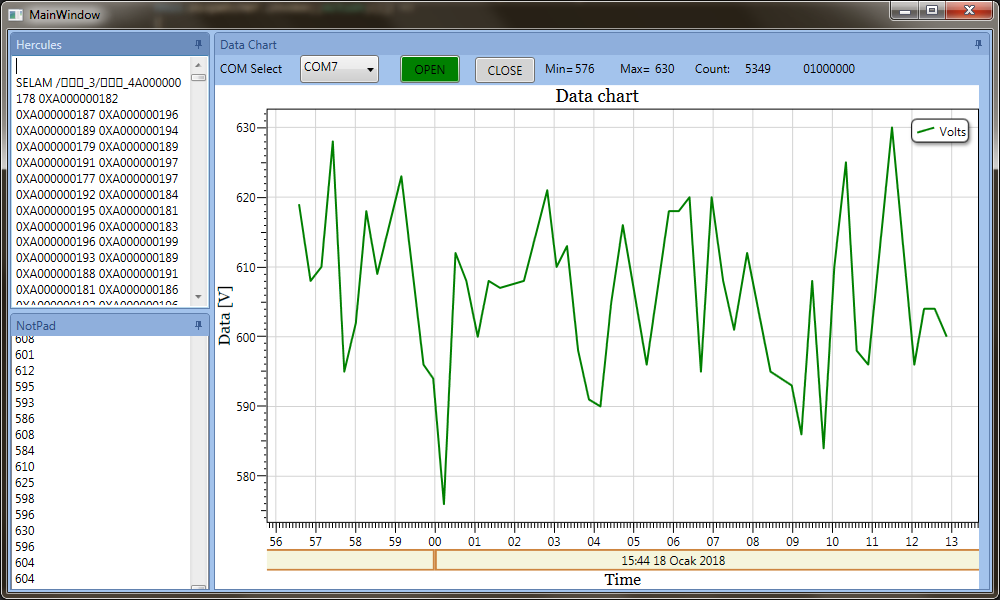 MainWindow
Hercules
SELAM /□□□_3/□□□_4A000000
178 0XA000000182
0XA000000187 0XA000000196
0XA000000189 0XA000000194
0XA000000179 0XA000000189
0XA000000191 0XA000000197
0XA000000177 0XA000000197
0XA000000192 0XA000000184
0XA000000195 0XA000000181
0XA000000196 0XA000000183
0XA000000196 0XA000000199
0XA000000193 0XA000000189
0XA000000188 0XA000000191
0XA000000181 0XA000000186
NotPad
608
601
612
595
593
586
608
584
610
625
598
596
630
596
604
604
Data Chart
COM Select COM7 OPEN CLOSE Min= 576 Max= 630 Count: 5349 01000000
Data chart
Volts
630
620
610
600
590
580
Data [V]
56 57 58 59 00 01 02 03 04 05 06 07 08 09 10 11 12 13
15:44 18 Ocak 2018
Time